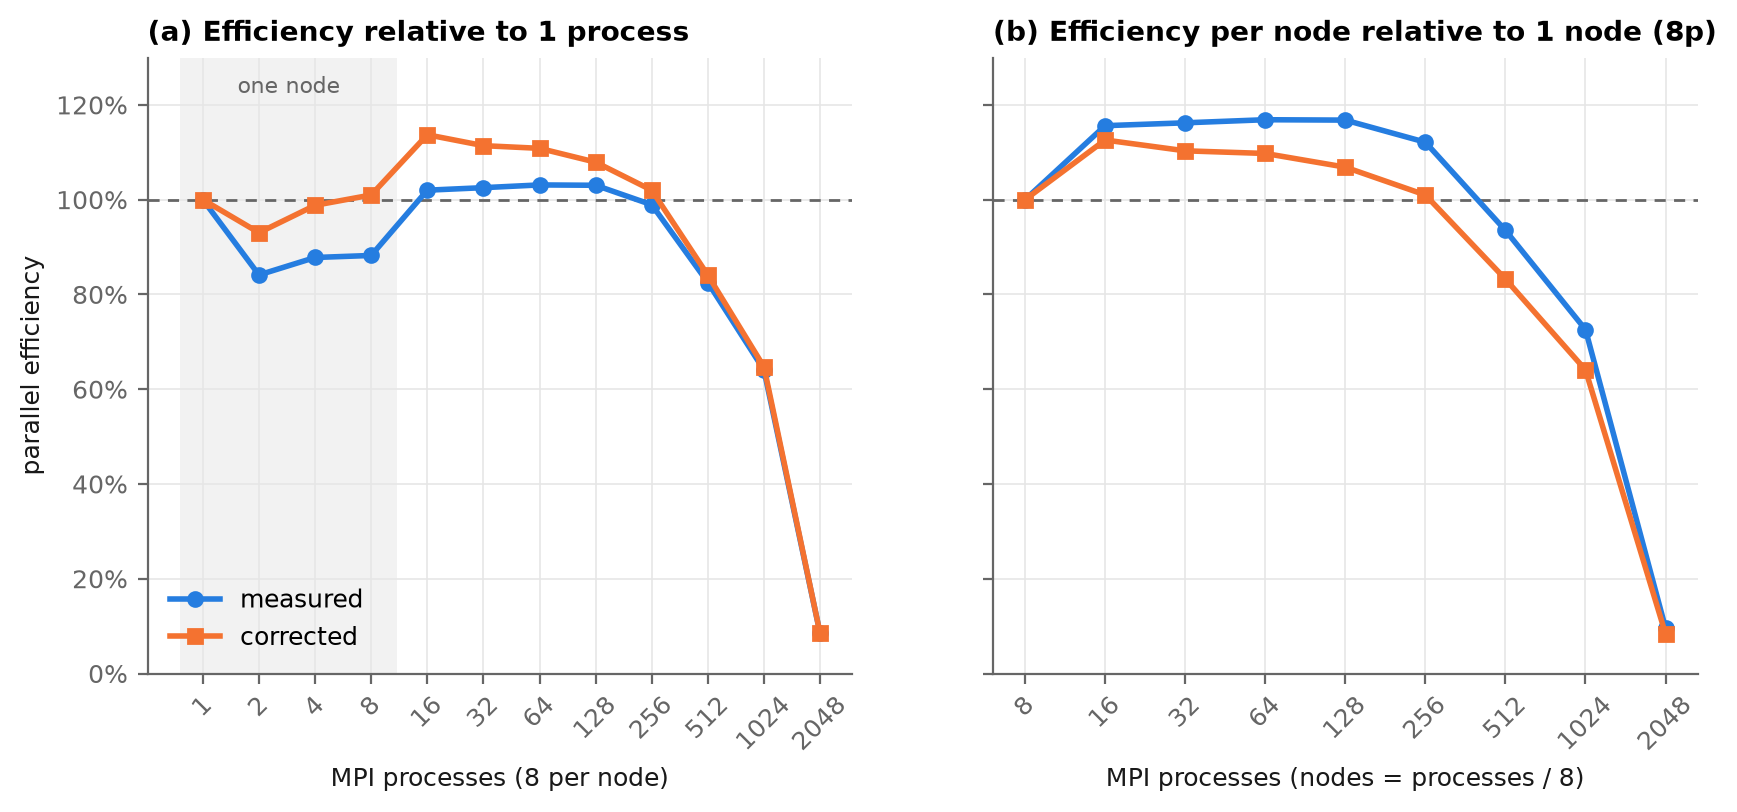 (a) Efficiency relative to 1 process
one node
120%
100%
80%
60%
40%
20%
0%
parallel efficiency
measured
corrected
1 2 4 8 16 32 64 128 256 512 1024 2048
MPI processes (8 per node)
(b) Efficiency per node relative to 1 node (8p)
8 16 32 64 128 256 512 1024 2048
MPI processes (nodes = processes / 8)